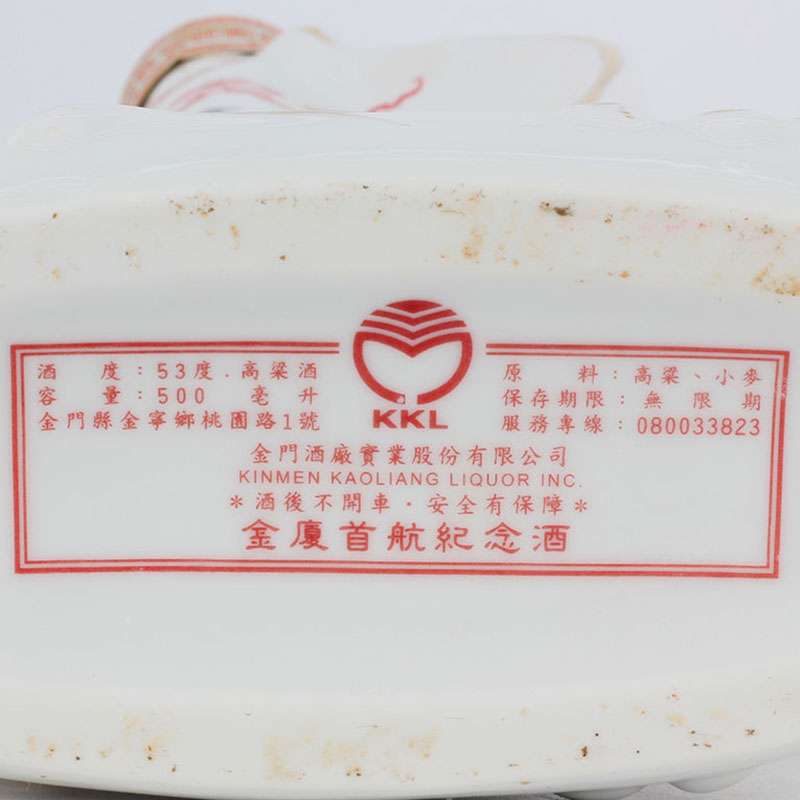 KKL
酒度：53度．高粱酒
容量：500毫升
金門縣金寧鄉桃園路1號
原料：高粱、小麥
保存期限：無限期
服務專線：080033823
金門酒廠實業股份有限公司
KINMEN KAOLIANG LIQUOR INC.
＊酒後不開車．安全有保障＊
金廈首航紀念酒